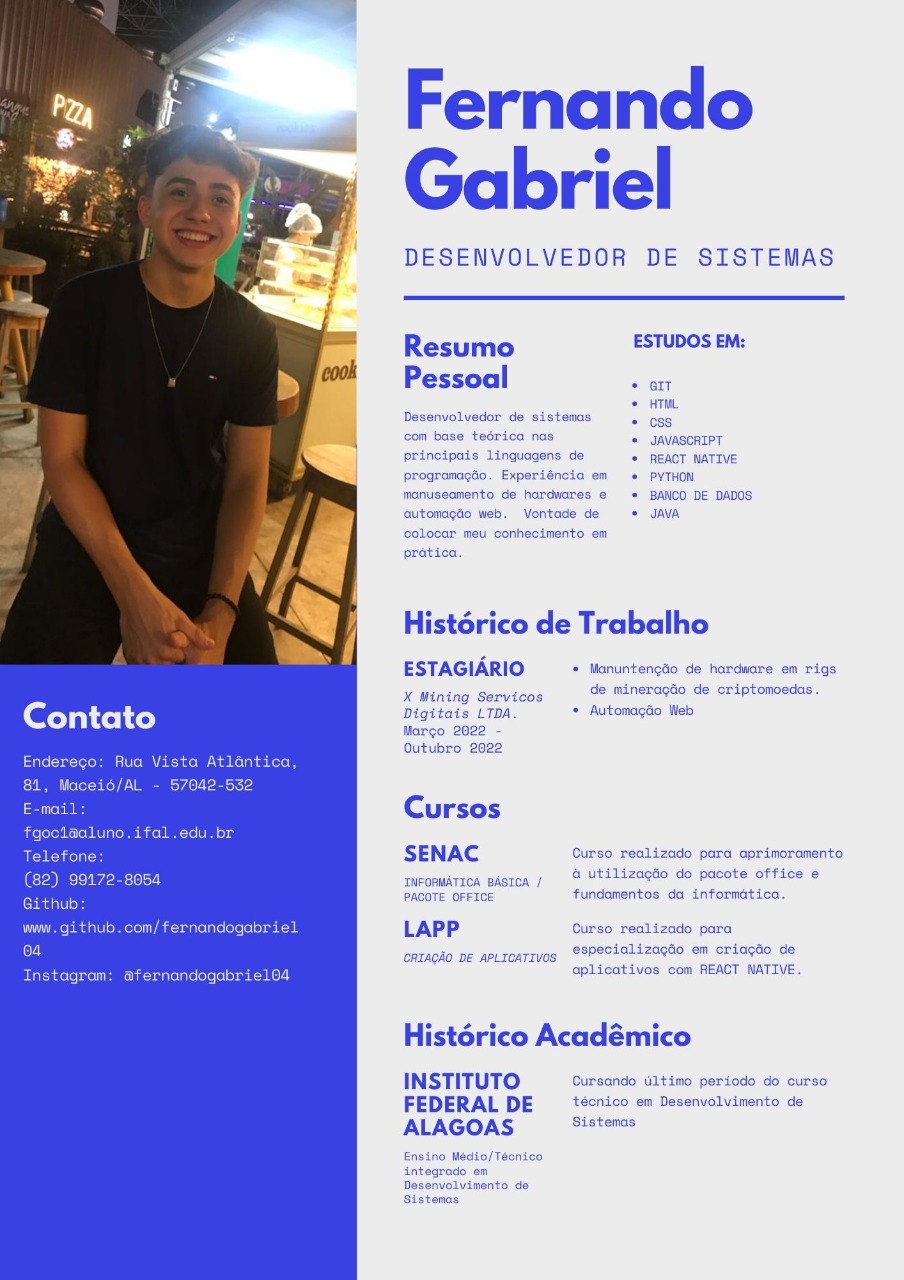 PIZZA
cook
Fernando
Gabriel
DESENVOLVEDOR DE SISTEMAS
Resumo
Pessoal
Desenvolvedor de sistemas
com base teórica nas
principais linguagens de
programação. Experiência em
manuseamento de hardwares e
automação web.  Vontade de
colocar meu conhecimento em
prática.
ESTUDOS EM:
• GIT
• HTML
• CSS
• JAVASCRIPT
• REACT NATIVE
• PYTHON
• BANCO DE DADOS
• JAVA
Histórico de Trabalho
ESTAGIÁRIO
X Mining Servicos
Digitais LTDA.
Março 2022 -
Outubro 2022
• Manuntenção de hardware em rigs
de mineração de criptomoedas.
• Automação Web
Cursos
SENAC
INFORMÁTICA BÁSICA /
PACOTE OFFICE
Curso realizado para aprimoramento
à utilização do pacote office e
fundamentos da informática.
LAPP
CRIAÇÃO DE APLICATIVOS
Curso realizado para
especialização em criação de
aplicativos com REACT NATIVE.
Histórico Acadêmico
INSTITUTO
FEDERAL DE
ALAGOAS
Ensino Médio/Técnico
integrado em
Desenvolvimento de
Sistemas
Cursando último período do curso
técnico em Desenvolvimento de
Sistemas
Contato
Endereço: Rua Vista Atlântica,
81, Maceió/AL - 57042-532
E-mail:
fgoc1@aluno.ifal.edu.br
Telefone:
(82) 99172-8054
Github:
www.github.com/fernandogabriel
04
Instagram: @fernandogabriel04